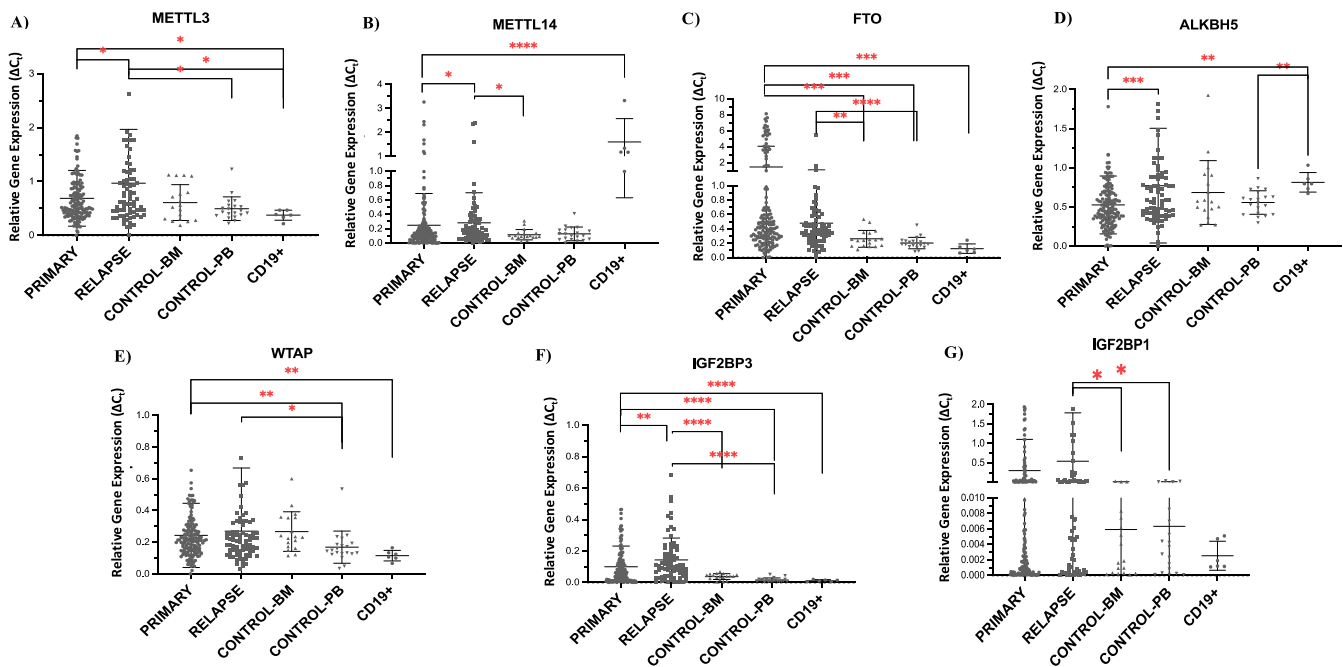 A)
METTL3
*
*
*
*
Relative Gene Expression (ΔCt)
3
2
1
0
PRIMARY
RELAPSE
CONTROL-BM
CONTROL-PB
CD19+
B)
METTL14
****
*
*
Relative Gene Expression (ΔCt)
4
3
2
1
1.0
0.8
0.6
0.4
0.2
0.0
PRIMARY
RELAPSE
CONTROL-BM
CONTROL-PB
CD19+
C)
FTO
***
***
***
****
**
Relative Gene Expression (ΔCt)
10
8
6
4
2
1.0
0.8
0.6
0.4
0.2
0.0
PRIMARY
RELAPSE
CONTROL-BM
CONTROL-PB
CD19+
D)
ALKBH5
**
**
***
Relative Gene Expression (ΔCt)
2.0
1.5
1.0
0.5
0.0
PRIMARY
RELAPSE
CONTROL-BM
CONTROL-PB
CD19+
E)
WTAP
**
**
*
Relative Gene Expression (ΔCt)
1.0
0.8
0.6
0.4
0.2
0.0
PRIMARY
RELAPSE
CONTROL-BM
CONTROL-PB
CD19+
F)
IGF2BP3
****
****
**
****
****
Relative Gene Expression (ΔCt)
1.0
0.8
0.6
0.4
0.2
0.0
PRIMARY
RELAPSE
CONTROL-BM
CONTROL-PB
CD19+
G)
IGF2BP1
*
*
Relative Gene Expression (ΔCt)
2.0
1.5
1.0
0.5
0.0
0.010
0.008
0.006
0.004
0.002
0.000
PRIMARY
RELAPSE
CONTROL-BM
CONTROL-PB
CD19+